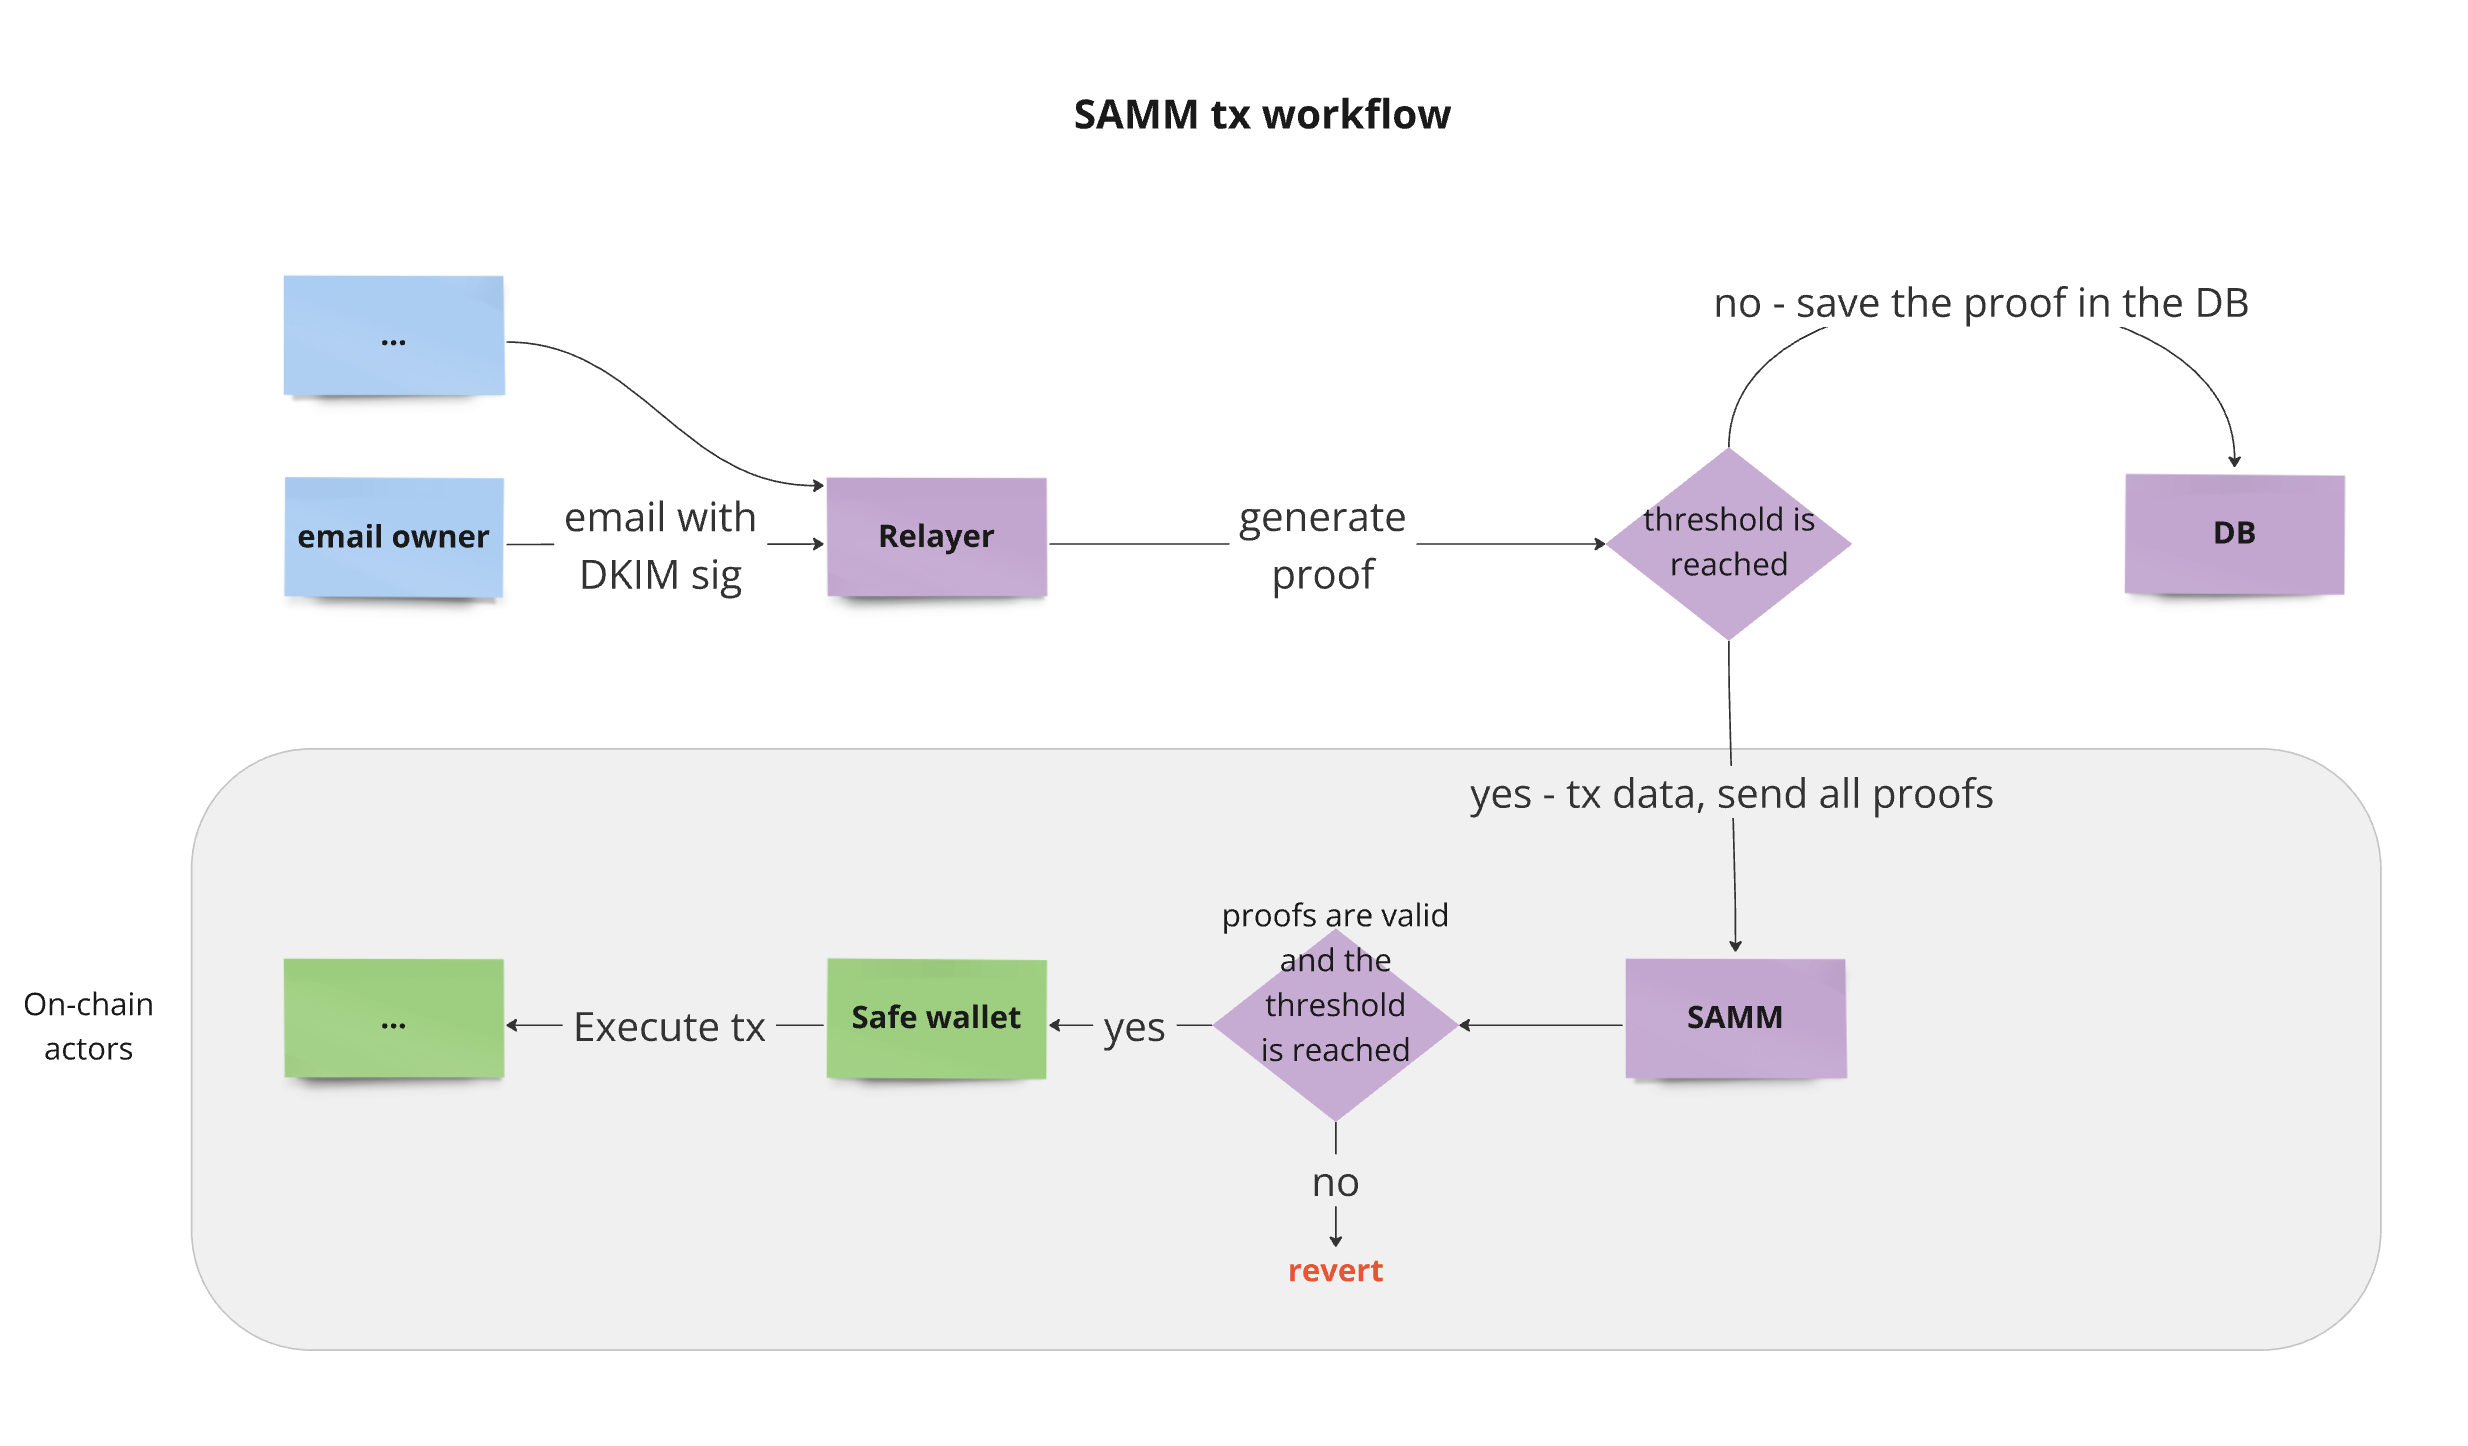 SAMM tx workflow
no - save the proof in the DB
...
email owner
email with
DKIM sig
Relayer
generate
proof
threshold is
reached
DB
yes - tx data, send all proofs
On-chain
actors
...
Execute tx
Safe wallet
yes
proofs are valid
and the
threshold
is reached
SAMM
no
revert